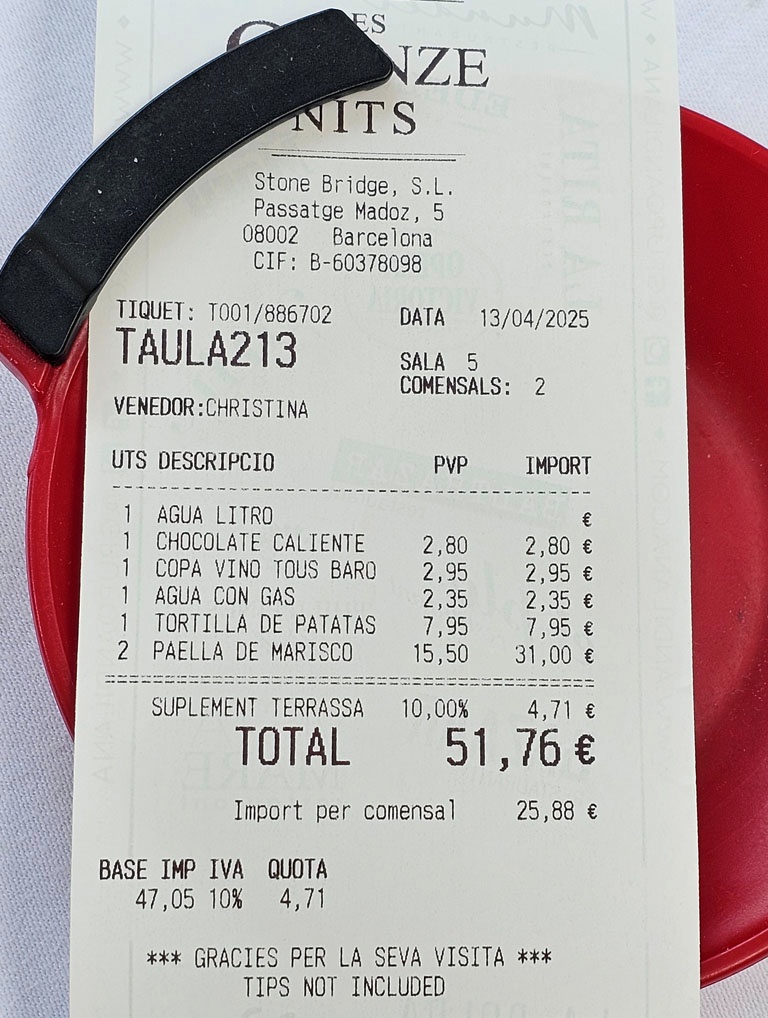 ES
NZE
NITS
Stone Bridge, S.L.
Passatge Madoz, 5
08002 Barcelona
CIF: B-60378098
TIQUET: T001/886702 DATA 13/04/2025
TAULA213 SALA 5
COMENSALS: 2
VENEDOR:CHRISTINA
UTS DESCRIPCIO PVP IMPORT
1 AGUA LITRO €
1 CHOCOLATE CALIENTE 2,80 2,80 €
1 COPA VINO TOUS BARO 2,95 2,95 €
1 AGUA CON GAS 2,35 2,35 €
1 TORTILLA DE PATATAS 7,95 7,95 €
2 PAELLA DE MARISCO 15,50 31,00 €
SUPLEMENT TERRASSA 10,00% 4,71 €
TOTAL 51,76 €
Import per comensal 25,88 €
BASE IMP IVA QUOTA
47,05 10% 4,71
*** GRACIES PER LA SEVA VISITA ***
TIPS NOT INCLUDED